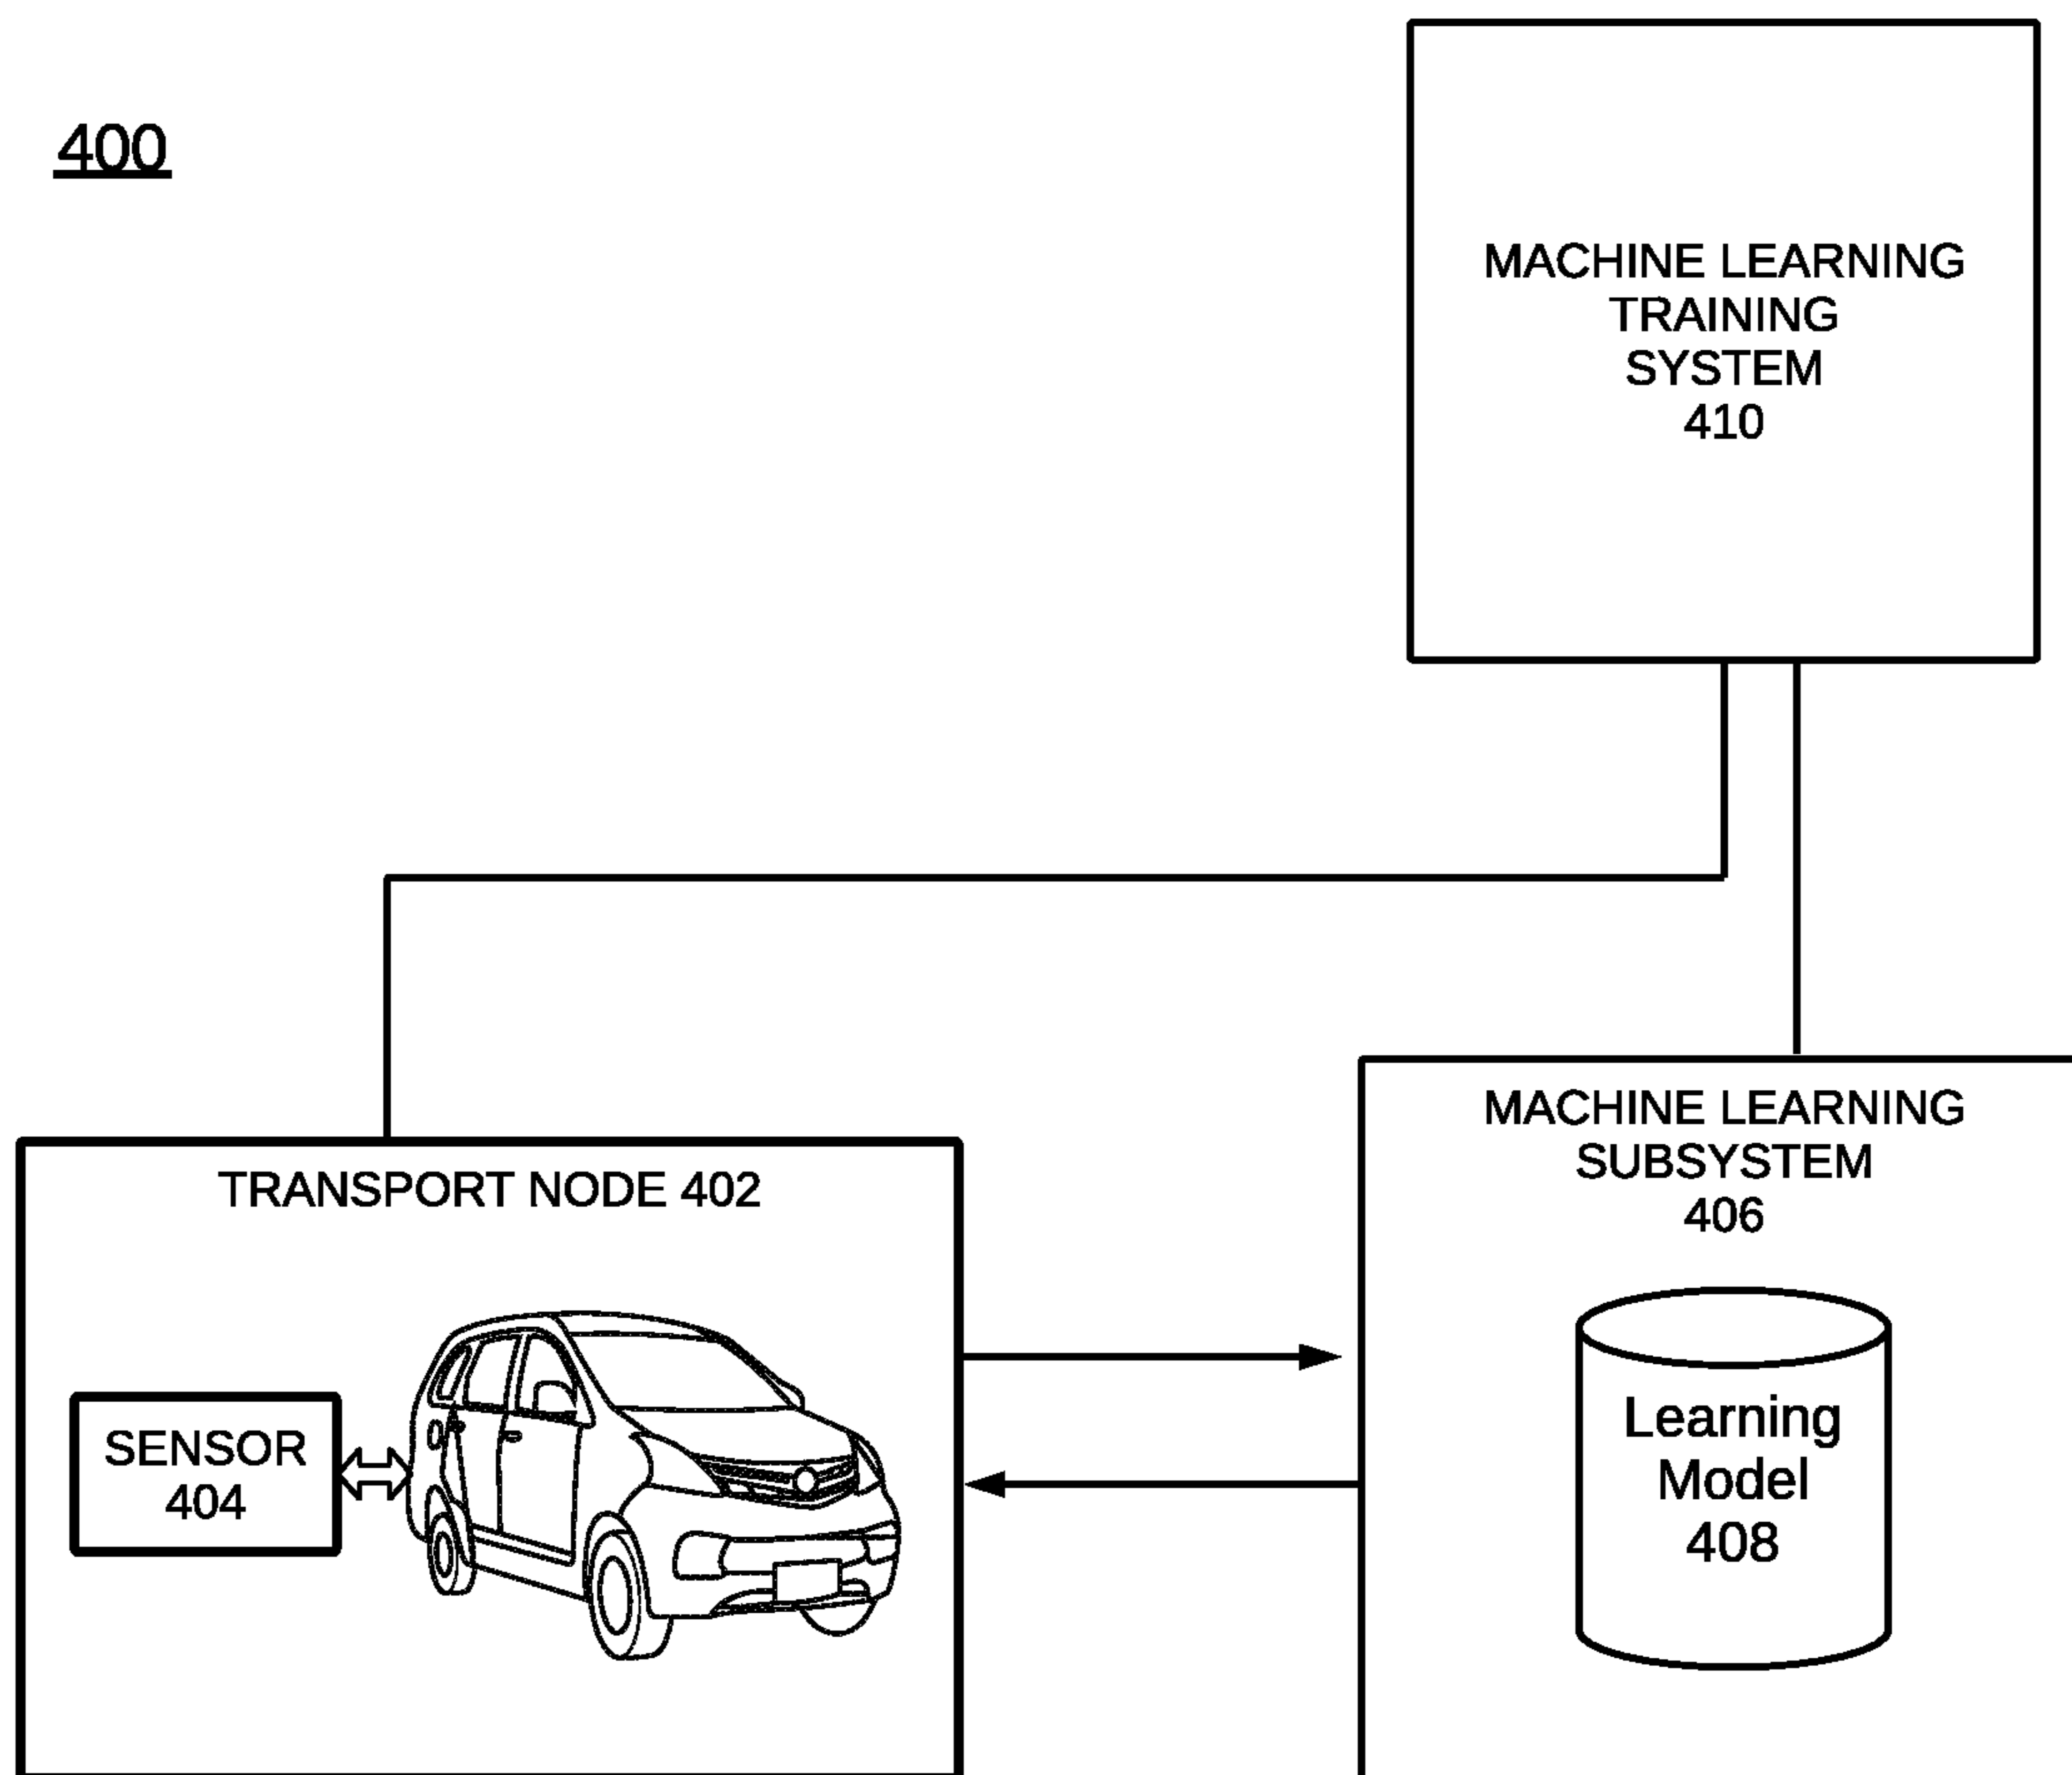 400
MACHINE LEARNING
TRAINING
SYSTEM
410
TRANSPORT NODE 402
SENSOR
404
MACHINE LEARNING
SUBSYSTEM
406
Learning
Model
408